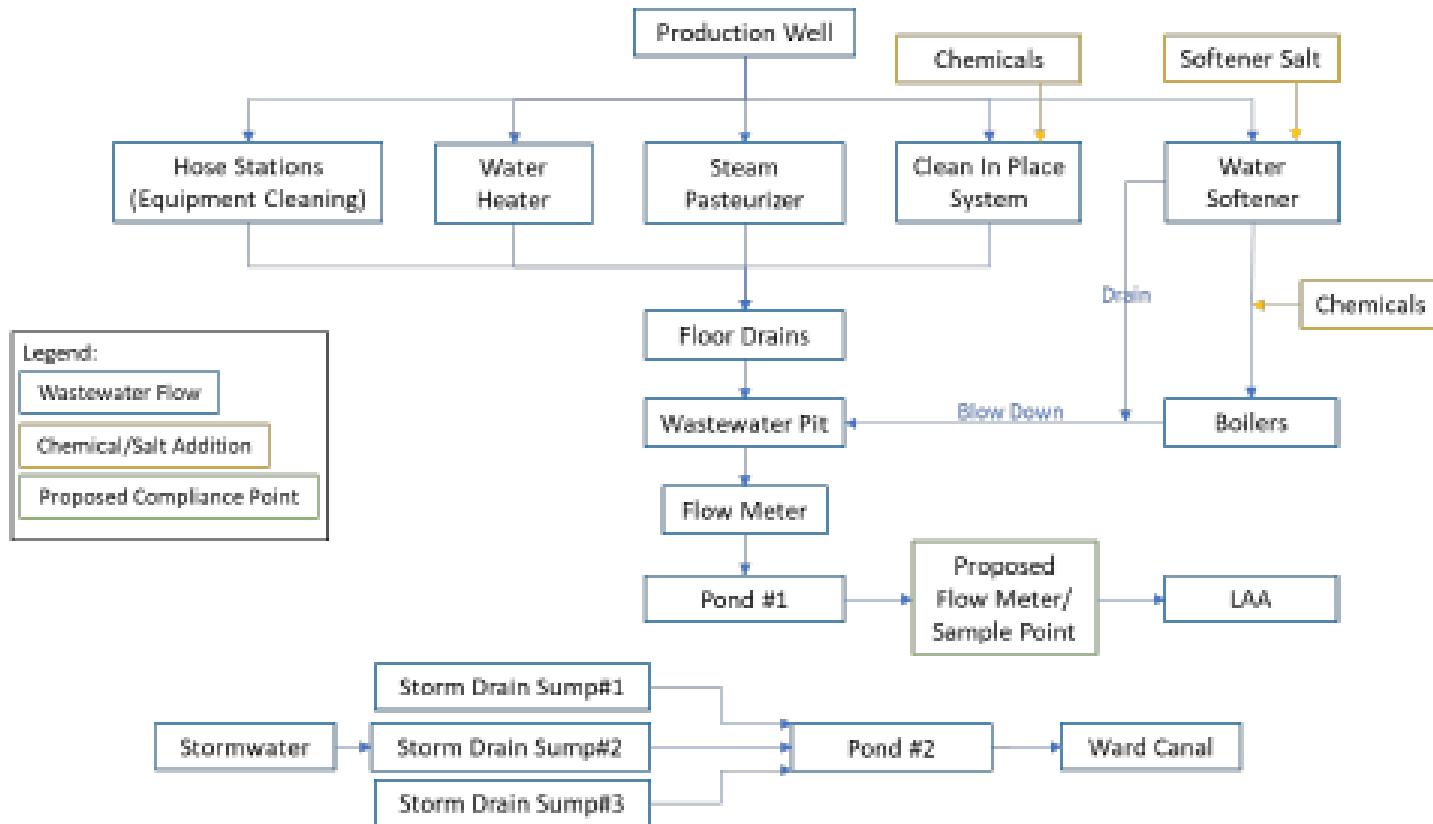 Production Well
Chemicals
Softener Salt
Hose Stations
(Equipment Cleaning)
Water
Heater
Steam
Pasteurizer
Clean In Place
System
Water
Softener
Drain
Chemicals
Floor Drains
Legend:
Wastewater Flow
Chemical/Salt Addition
Proposed Compliance Point
Wastewater Pit
Blow Down
Boilers
Flow Meter
Pond #1
Proposed
Flow Meter/
Sample Point
LAA
Storm Drain Sump#1
Stormwater
Storm Drain Sump#2
Pond #2
Ward Canal
Storm Drain Sump#3